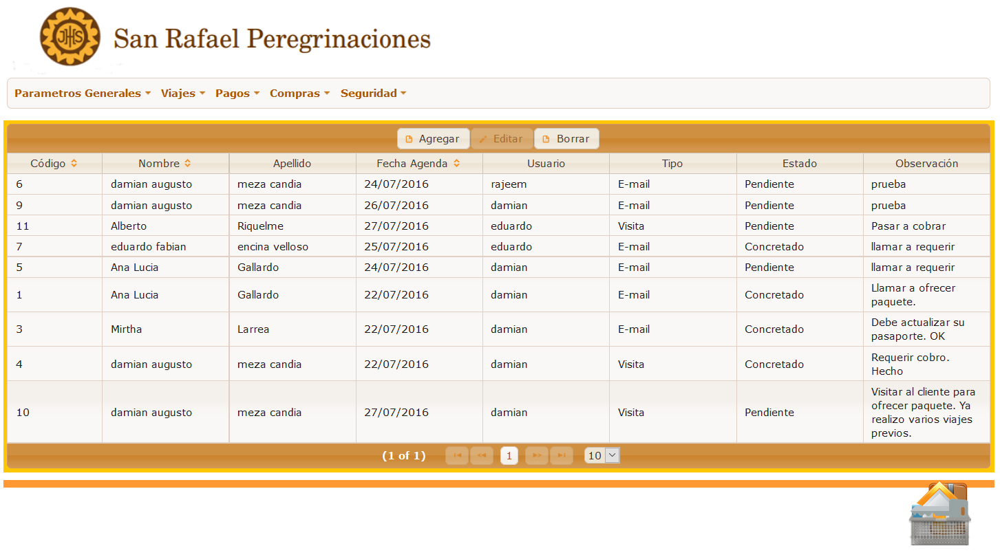 JHS
San Rafael Peregrinaciones
Parametros Generales Viajes Pagos Compras Seguridad
Agregar Editar Borrar
Código Nombre Apellido Fecha Agenda Usuario Tipo Estado Observación
6 damian augusto meza candia 24/07/2016 rajeem E-mail Pendiente prueba
9 damian augusto meza candia 26/07/2016 damian E-mail Pendiente prueba
11 Alberto Riquelme 27/07/2016 eduardo Visita Pendiente Pasar a cobrar
7 eduardo fabian encina velloso 25/07/2016 eduardo E-mail Concretado llamar a requerir
5 Ana Lucia Gallardo 24/07/2016 damian E-mail Pendiente llamar a requerir
1 Ana Lucia Gallardo 22/07/2016 damian E-mail Concretado Llamar a ofrecer
paquete.
3 Mirtha Larrea 22/07/2016 damian E-mail Concretado Debe actualizar su
pasaporte. OK
4 damian augusto meza candia 22/07/2016 damian Visita Concretado Requerir cobro.
Hecho
10 damian augusto meza candia 27/07/2016 damian Visita Pendiente Visitar al cliente para
ofrecer paquete. Ya
realizo varios viajes
previos.
(1 of 1) 1 10